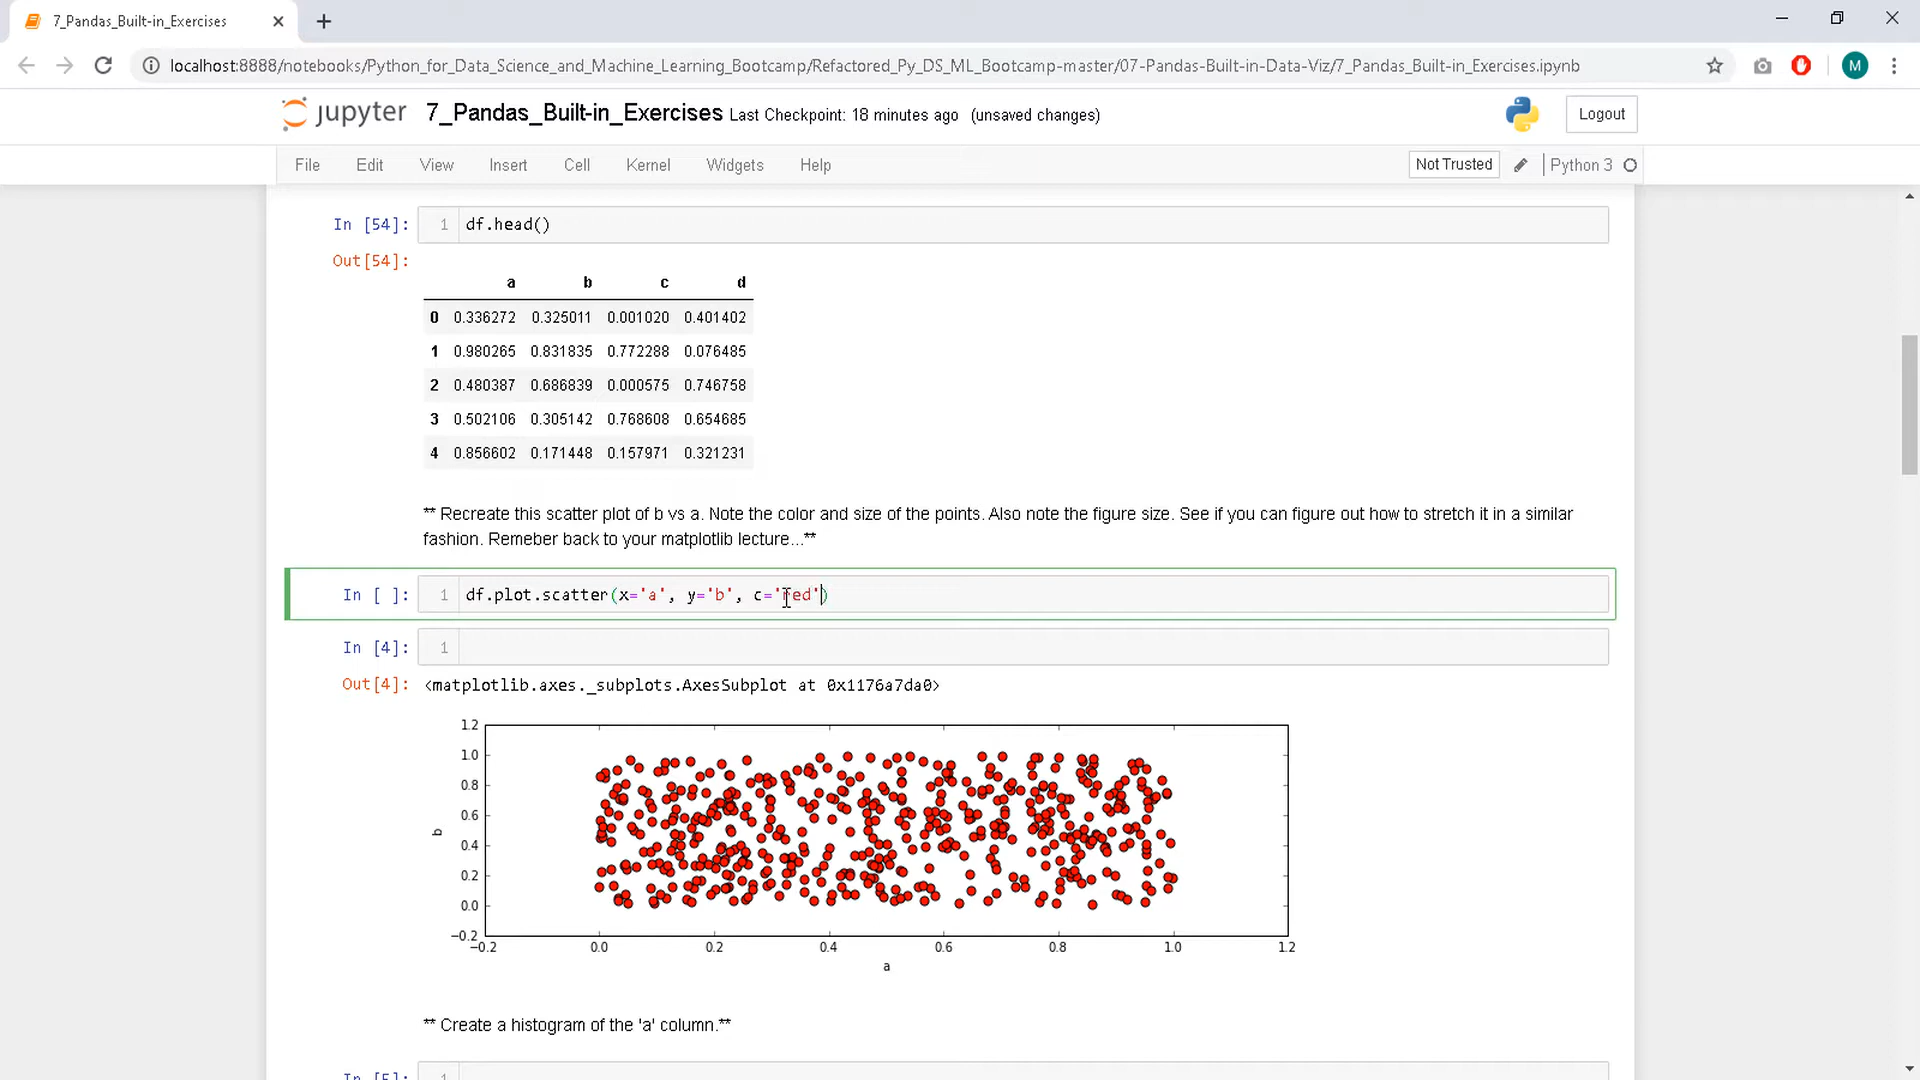 7_Pandas_Built-in_Exercises
localhost:8888/notebooks/Python_for_Data_Science_and_Machine_Learning_Bootcamp/Refactored_Py_DS_ML_Bootcamp-master/07-Pandas-Built-in-Data-Viz/7_Pandas_Built-in_Exercises.ipynb
M
jupyter 7_Pandas_Built-in_Exercises Last Checkpoint: 18 minutes ago (unsaved changes)
Logout
File Edit View Insert Cell Kernel Widgets Help
Not Trusted Python 3
In [54]: 1 df.head()
Out[54]:
a b c d
0 0.336272 0.325011 0.001020 0.401402
1 0.980265 0.831835 0.772288 0.076485
2 0.480387 0.686839 0.000575 0.746758
3 0.502106 0.305142 0.768608 0.654685
4 0.856602 0.171448 0.157971 0.321231
** Recreate this scatter plot of b vs a. Note the color and size of the points. Also note the figure size. See if you can figure out how to stretch it in a similar
fashion. Remeber back to your matplotlib lecture...**
In [ ]: 1 df.plot.scatter(x='a', y='b', c='red')
In [4]: 1
Out[4]: <matplotlib.axes._subplots.AxesSubplot at 0x1176a7da0>
1.2
1.0
0.8
0.6
0.4
0.2
0.0
−0.2
b
−0.2 0.0 0.2 0.4 0.6 0.8 1.0 1.2
a
** Create a histogram of the 'a' column.**
In [5]: 1